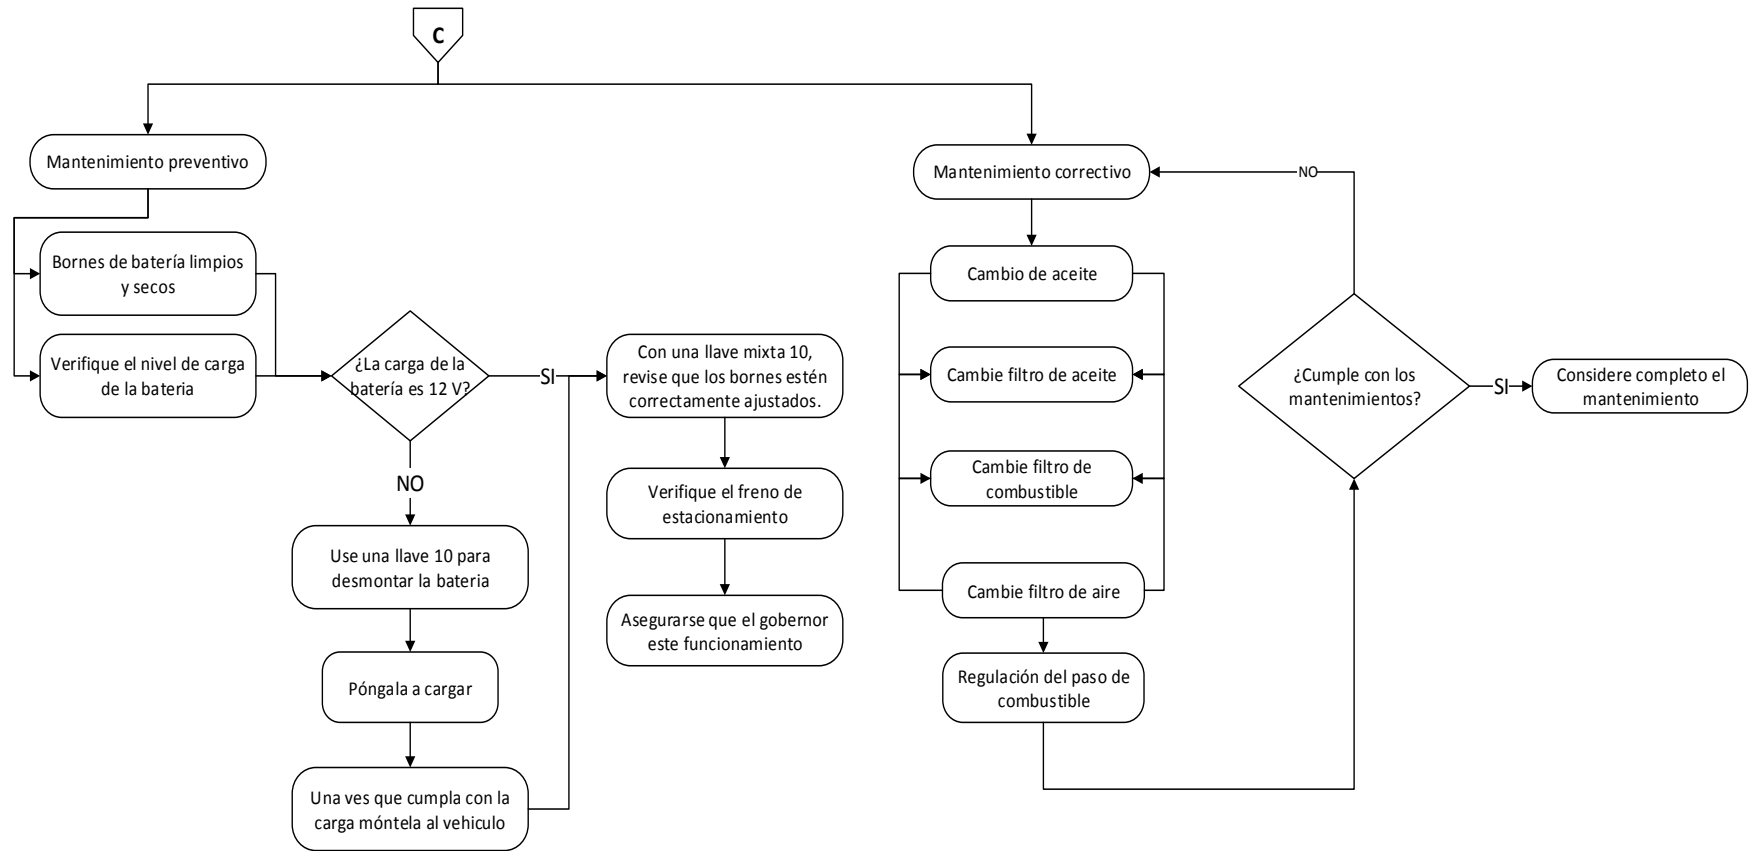 C
Mantenimiento preventivo
Bornes de batería limpios
y secos
Verifique el nivel de carga
de la bateria
¿La carga de la
batería es 12 V?
SI
NO
Use una llave 10 para
desmontar la bateria
Póngala a cargar
Una ves que cumpla con la
carga móntela al vehiculo
Con una llave mixta 10,
revise que los bornes estén
correctamente ajustados.
Verifique el freno de
estacionamiento
Asegurarse que el gobernor
este funcionamiento
Mantenimiento correctivo
Cambio de aceite
Cambie filtro de aceite
Cambie filtro de
combustible
Cambie filtro de aire
Regulación del paso de
combustible
¿Cumple con los
mantenimientos?
NO
SI
Considere completo el
mantenimiento